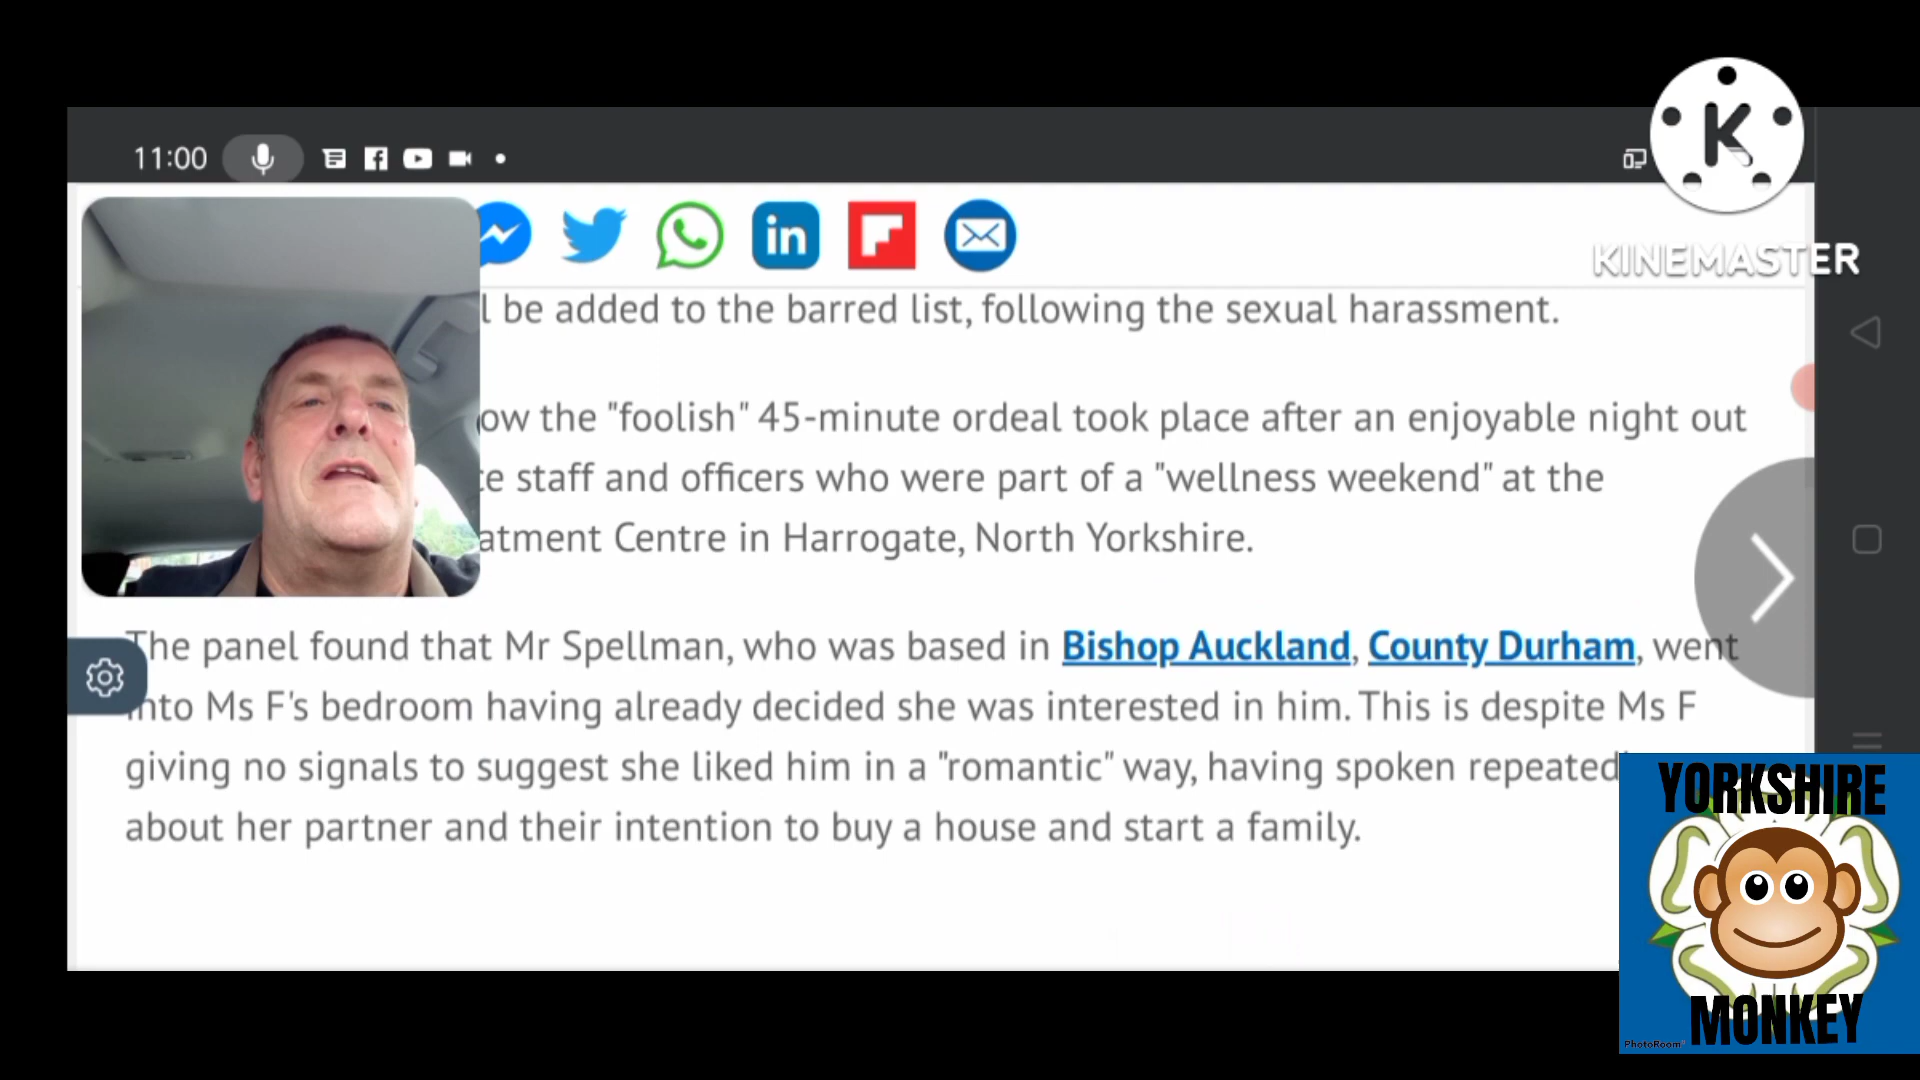 11:00
K
KINEMASTER
in
l be added to the barred list, following the sexual harassment.
ow the "foolish" 45-minute ordeal took place after an enjoyable night out
e staff and officers who were part of a "wellness weekend" at the
atment Centre in Harrogate, North Yorkshire.
The panel found that Mr Spellman, who was based in Bishop Auckland, County Durham, went
into Ms F's bedroom having already decided she was interested in him. This is despite Ms F
giving no signals to suggest she liked him in a "romantic" way, having spoken repeated
about her partner and their intention to buy a house and start a family.
YORKSHIRE
MONKEY
PhotoRoom